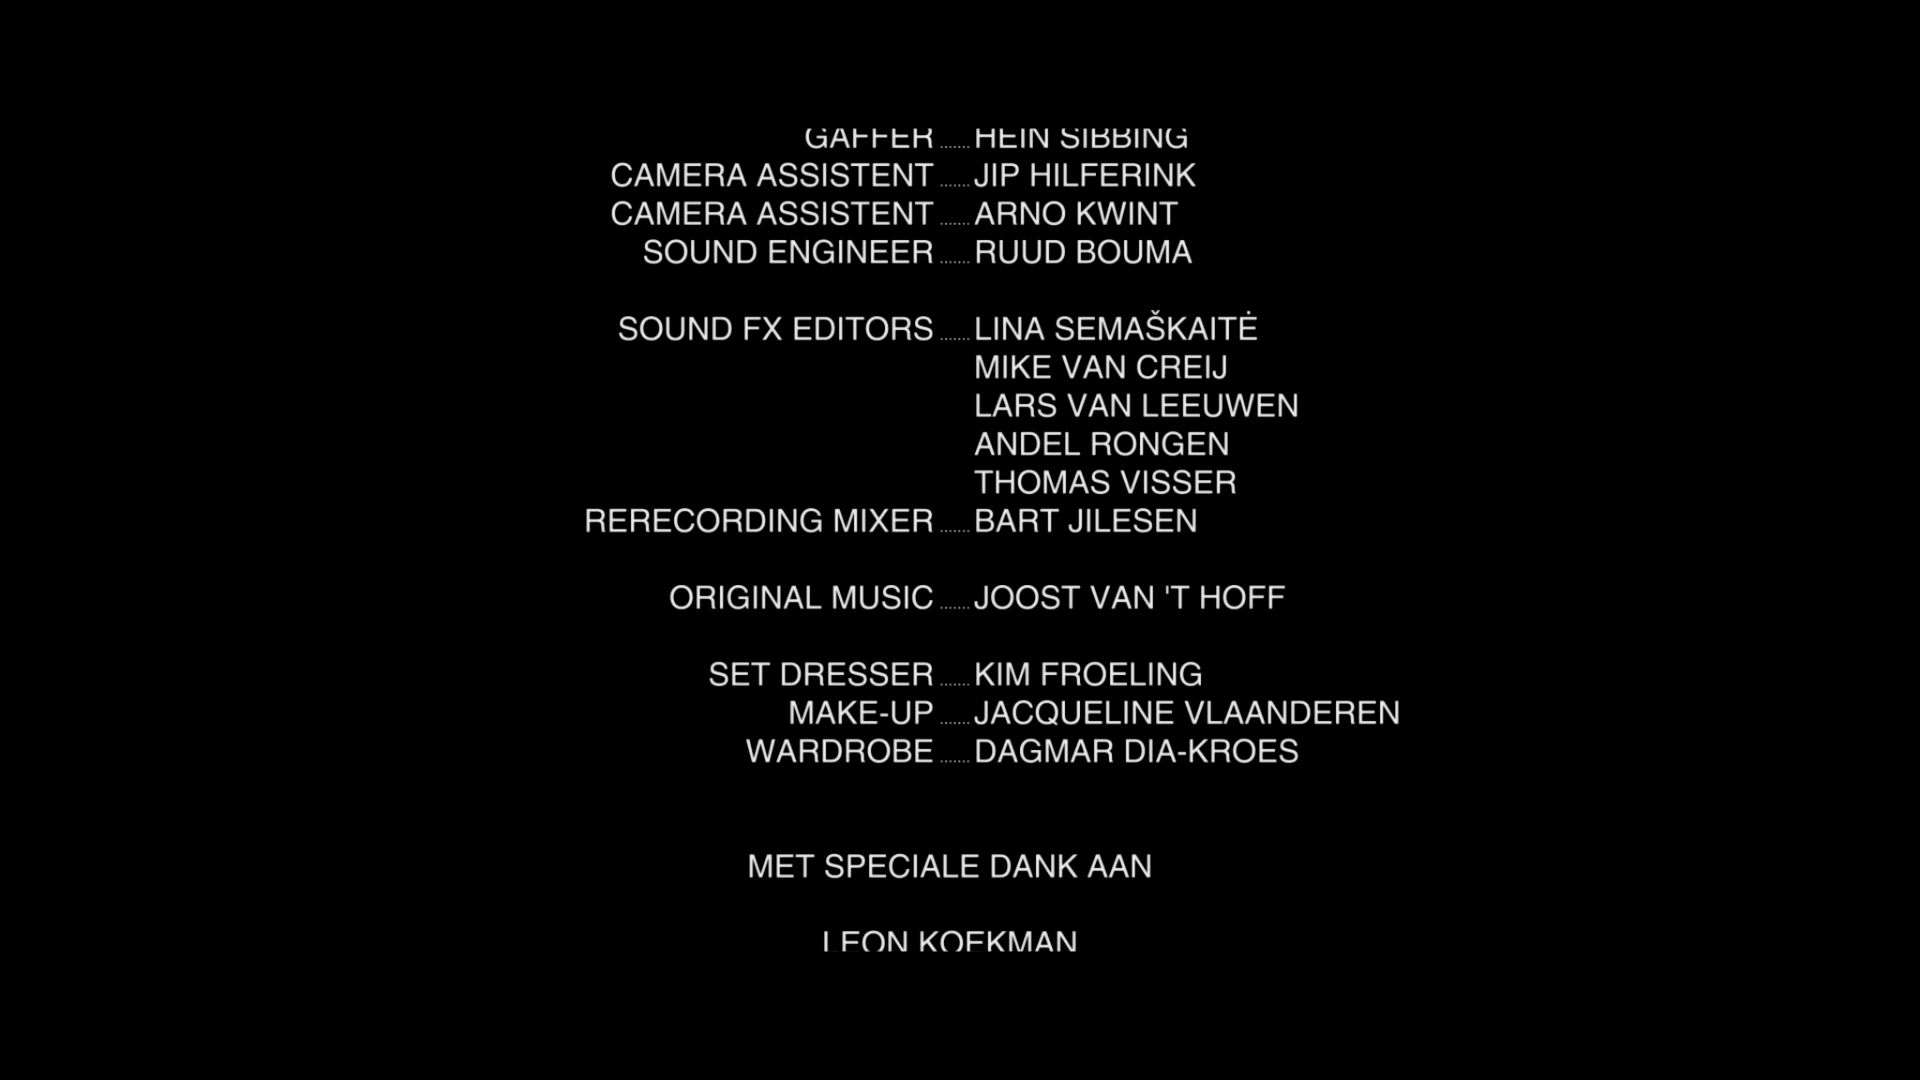 GAFFER ....... HEIN SIBBING
CAMERA ASSISTENT ....... JIP HILFERINK
CAMERA ASSISTENT ....... ARNO KWINT
SOUND ENGINEER ....... RUUD BOUMA
SOUND FX EDITORS ....... LINA SEMAŠKAITĖ
MIKE VAN CREIJ
LARS VAN LEEUWEN
ANDEL RONGEN
THOMAS VISSER
RERECORDING MIXER ....... BART JILESEN
ORIGINAL MUSIC ....... JOOST VAN 'T HOFF
SET DRESSER ....... KIM FROELING
MAKE-UP ....... JACQUELINE VLAANDEREN
WARDROBE ....... DAGMAR DIA-KROES
MET SPECIALE DANK AAN
LEON KOEKMAN